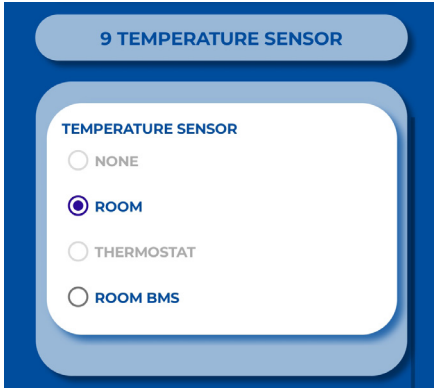 9 TEMPERATURE SENSOR
TEMPERATURE SENSOR
NONE
ROOM
THERMOSTAT
ROOM BMS